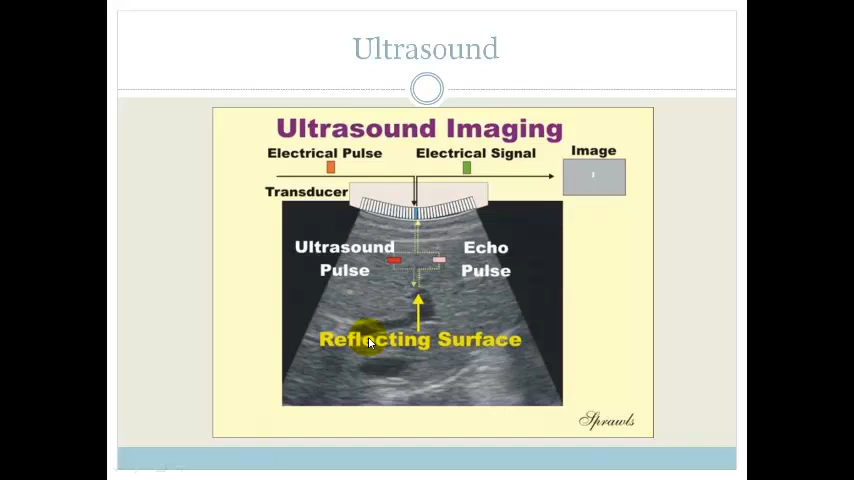 Ultrasound
Ultrasound Imaging
Electrical Pulse
Electrical Signal
Image
Transducer
Ultrasound
Pulse
Echo
Pulse
Reflecting Surface
Sprawls